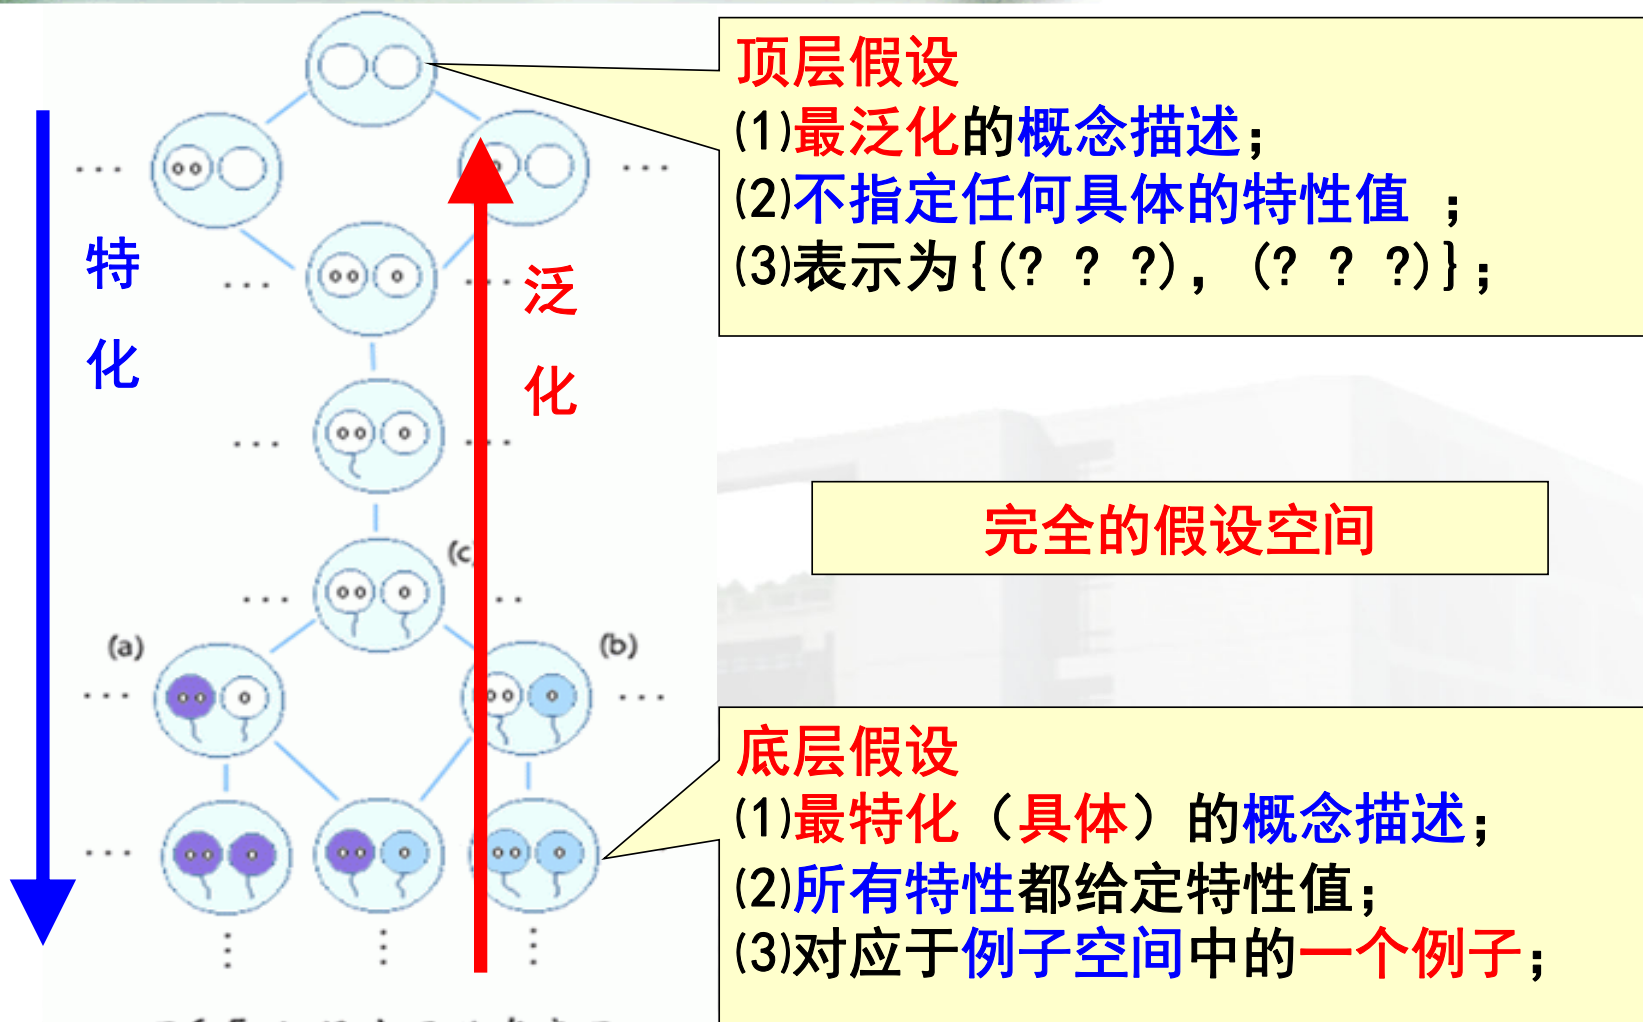 顶层假设
(1)最泛化的概念描述；
(2)不指定任何具体的特性值 ；
(3)表示为{(? ? ?), (? ? ?)}；
特
化
泛
化
完全的假设空间
(c)
(a)
(b)
底层假设
(1)最特化（具体）的概念描述；
(2)所有特性都给定特性值；
(3)对应于例子空间中的一个例子；